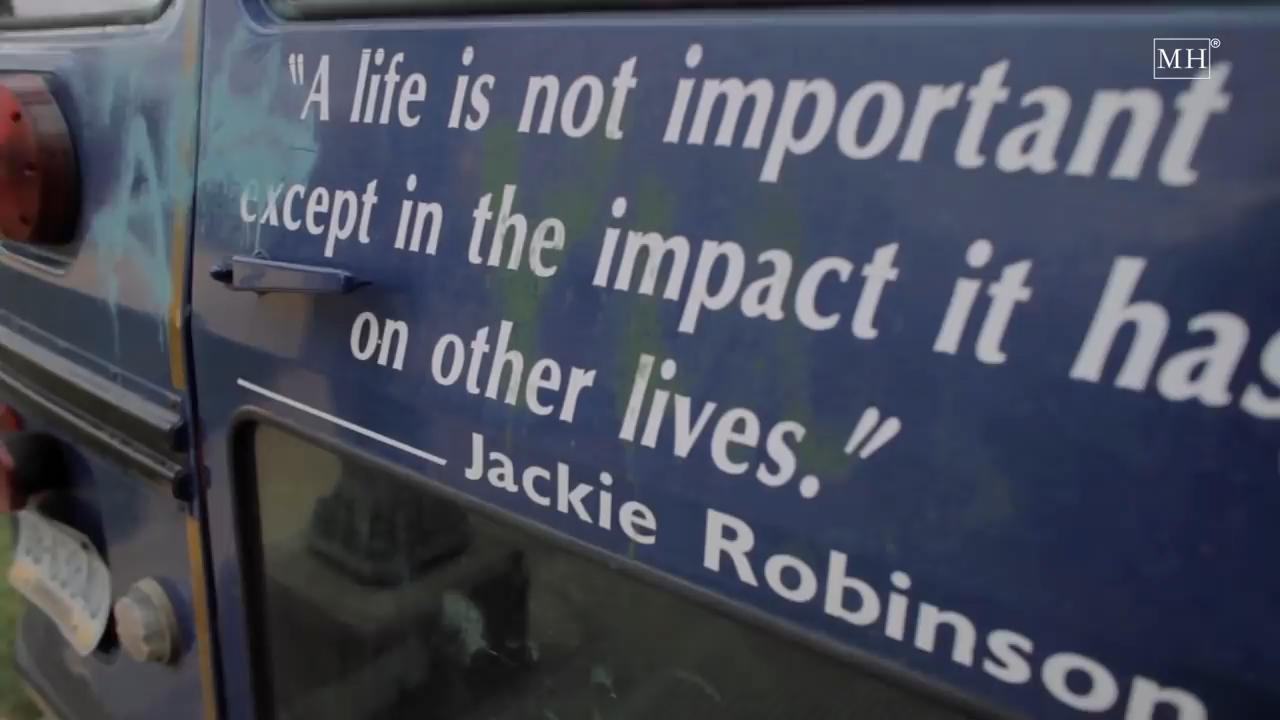 MH®
"A life is not important
except in the impact it has
on other lives."
Jackie Robinson